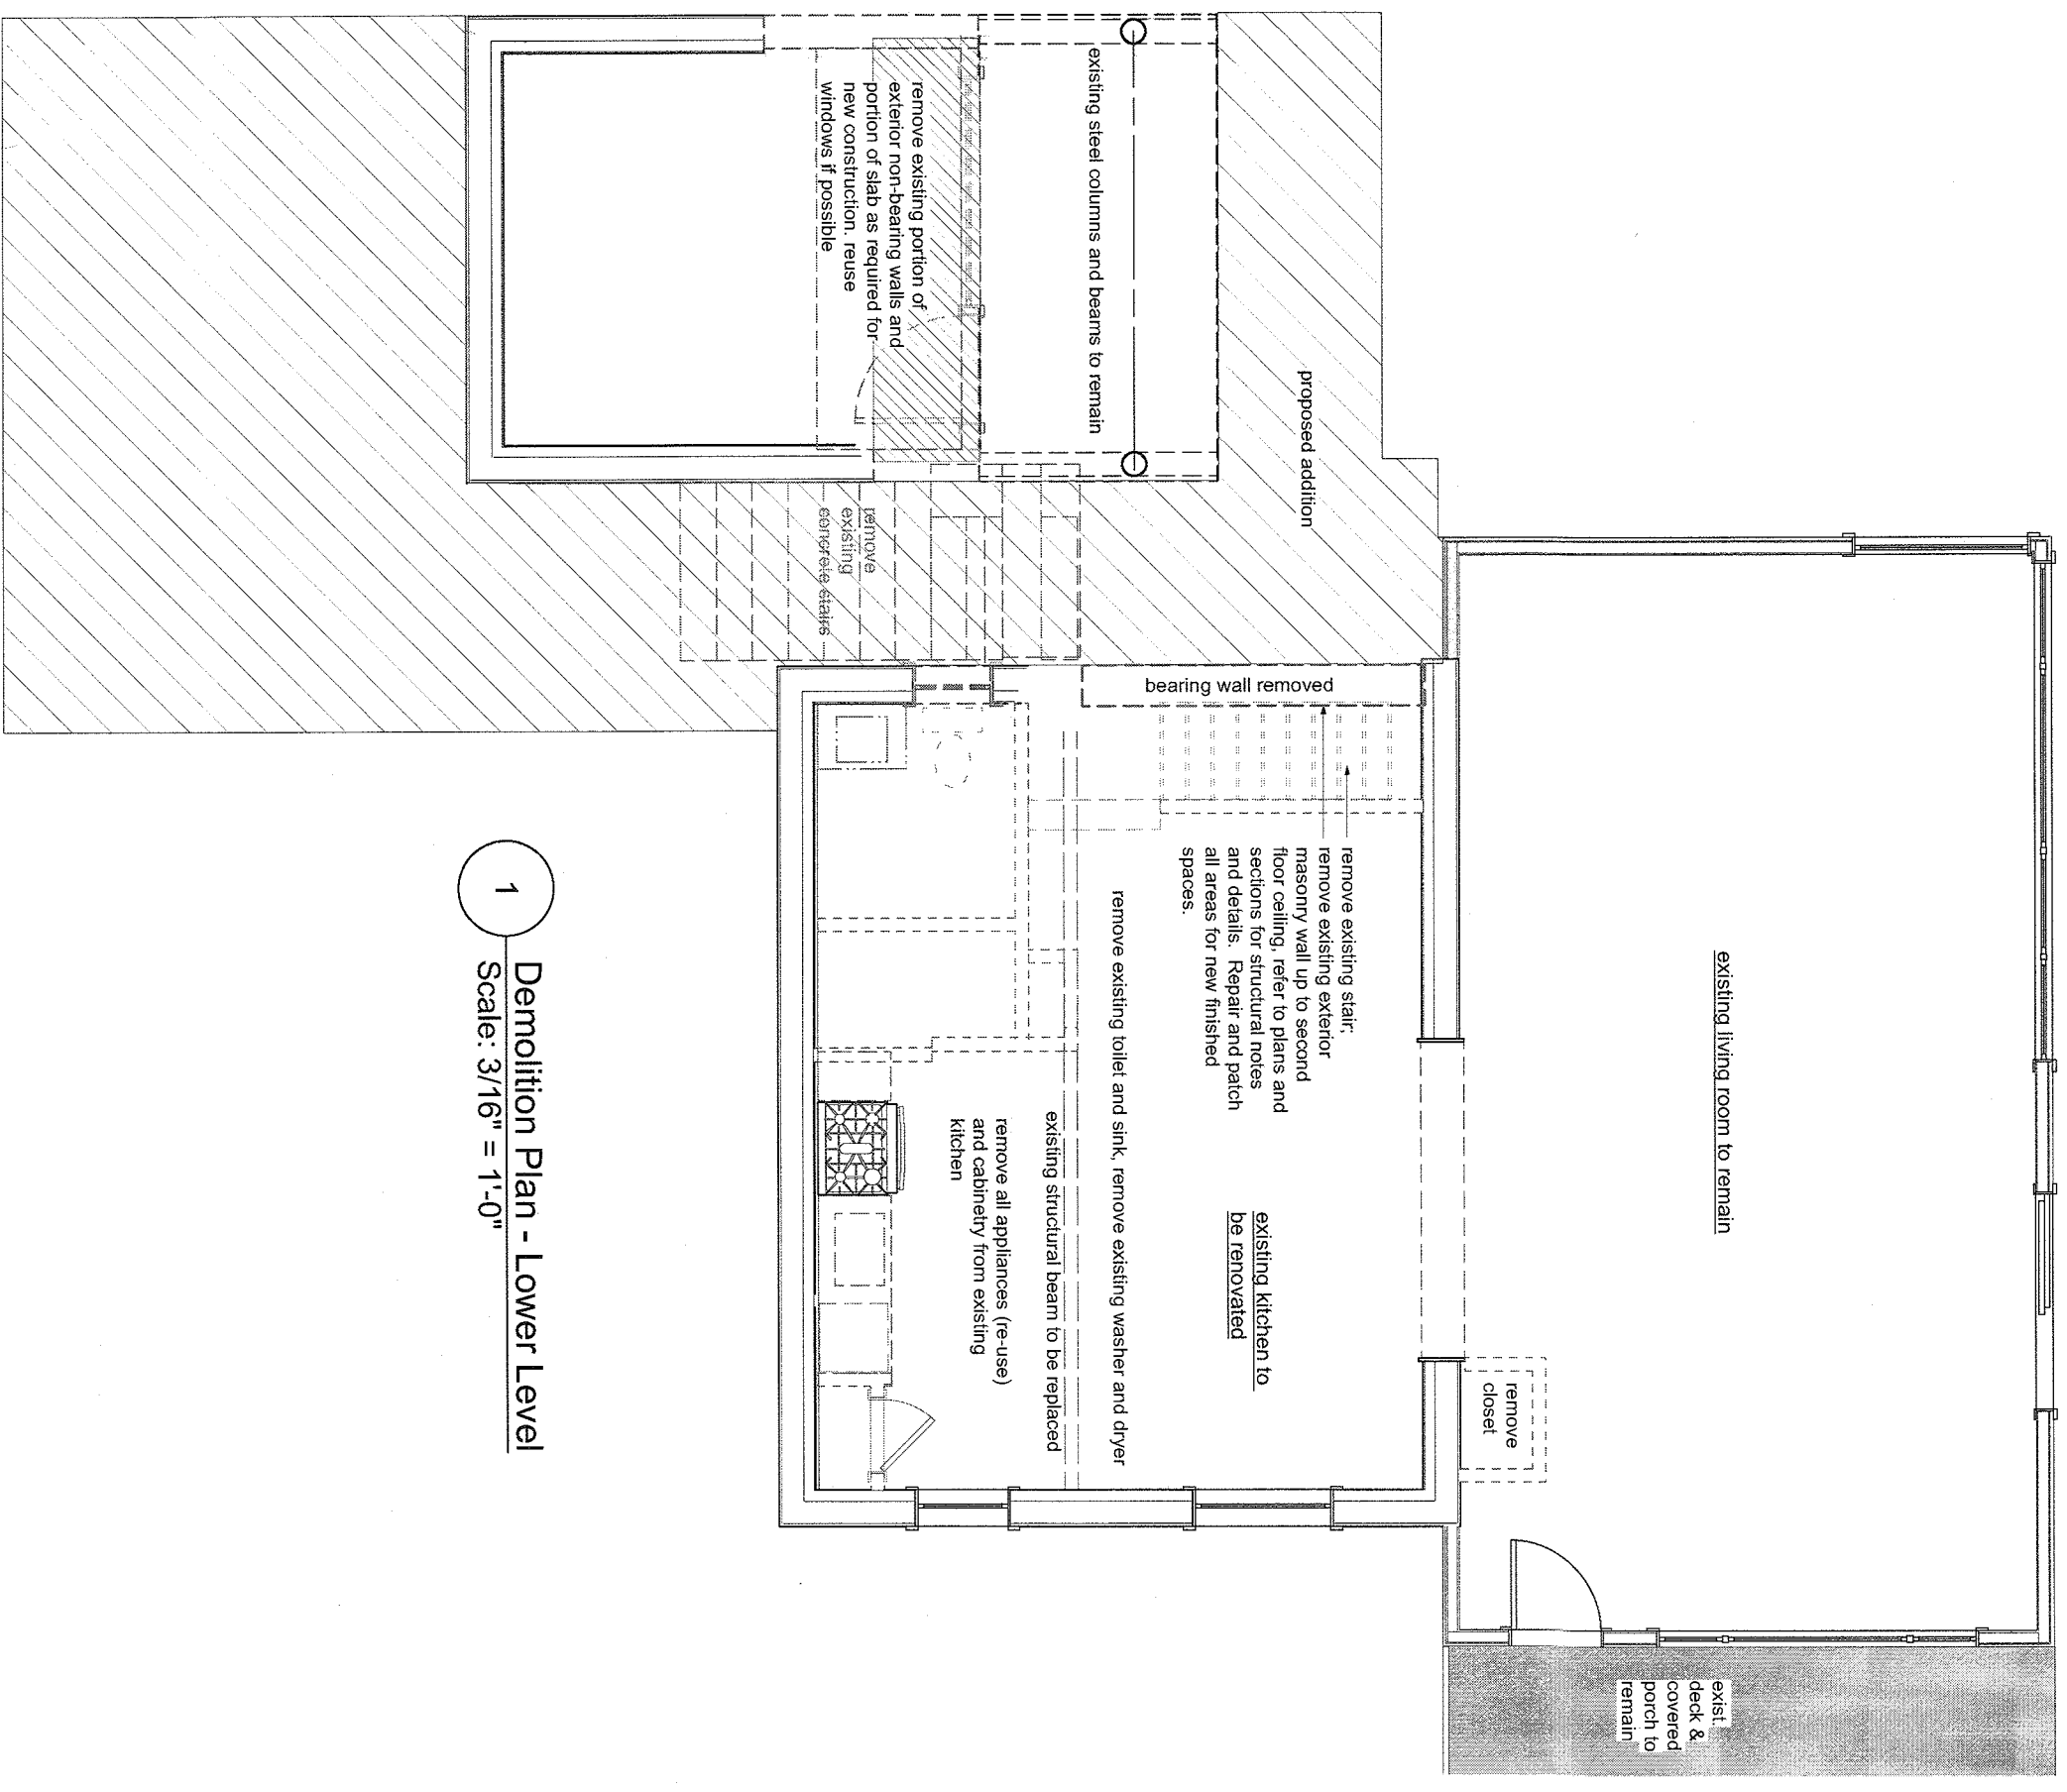 existing living room to remain
exist.
deck &
covered
porch to
remain
remove
closet
proposed addition
existing steel columns and beams to remain
remove existing portion of
exterior non-bearing walls and
portion of slab as required for
new construction. reuse
windows if possible
remove
existing
concrete stairs
bearing wall removed
remove existing stair;
remove existing exterior
masonry wall up to second
floor ceiling, refer to plans and
sections for structural notes
and details. Repair and patch
all areas for new finished
spaces.
existing kitchen to
be renovated
remove existing toilet and sink, remove existing washer and dryer
existing structural beam to be replaced
remove all appliances (re-use)
and cabinetry from existing
kitchen
1
Demolition Plan - Lower Level
Scale: 3/16" = 1'-0"